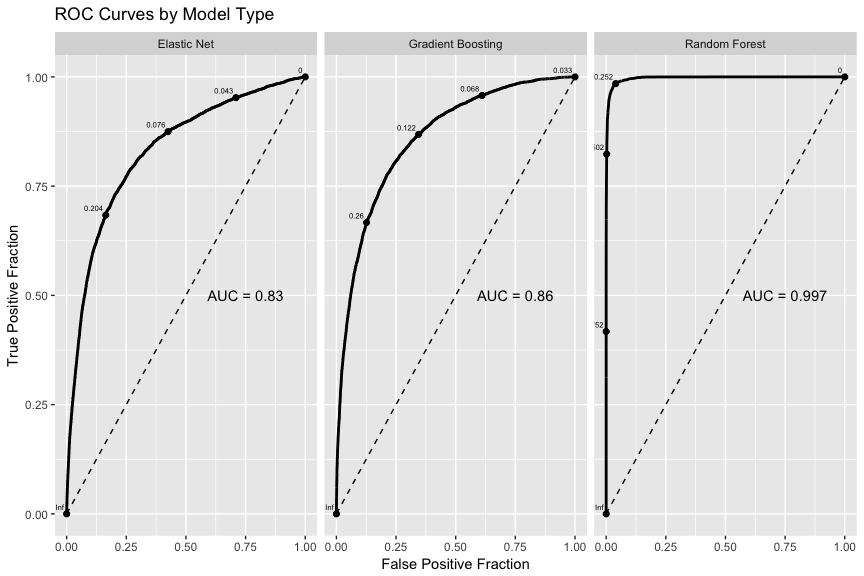 ROC Curves by Model Type
Elastic Net
Gradient Boosting
Random Forest
True Positive Fraction
1.00
0.75
0.50
0.25
0.00
0
0.043
0.076
0.204
Inf
AUC = 0.83
0.033
0.068
0.122
0.26
Inf
AUC = 0.86
0
0.252
602
52
Inf
AUC = 0.997
0.00 0.25 0.50 0.75 1.00
0.00 0.25 0.50 0.75 1.00
0.00 0.25 0.50 0.75 1.00
False Positive Fraction